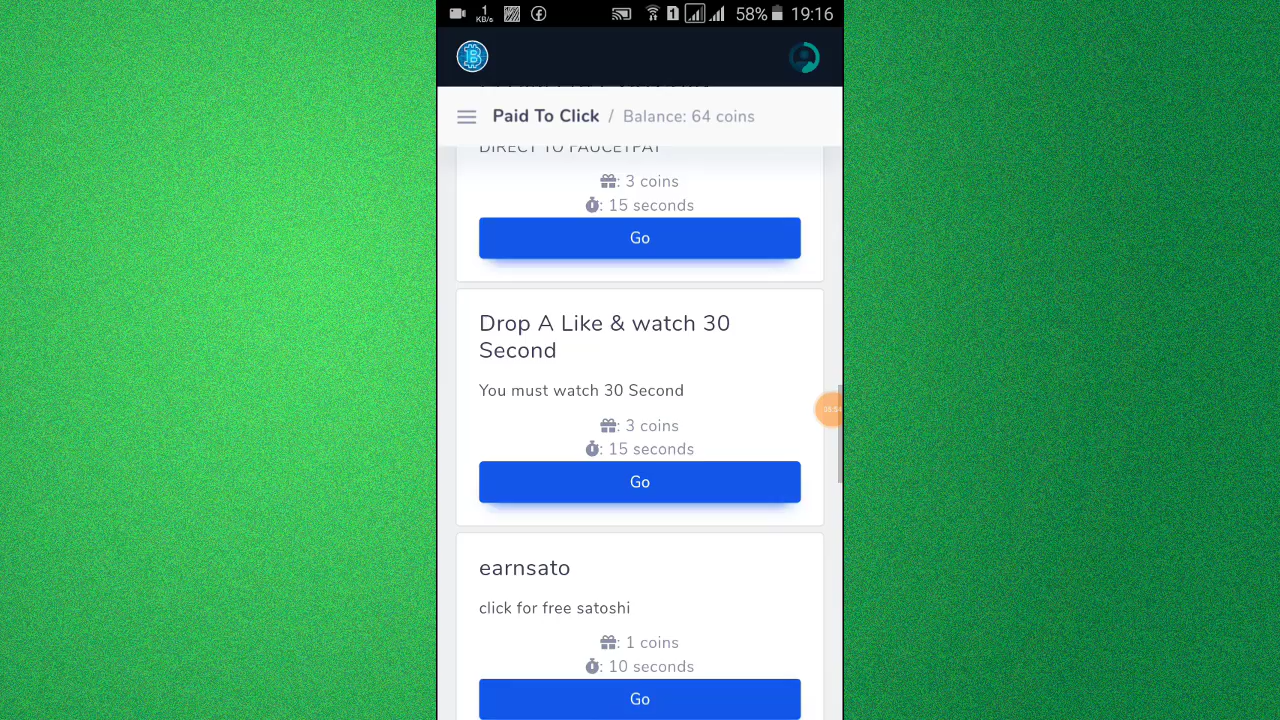 1
KB/s
1
58%
19:16
Paid To Click / Balance: 64 coins
DIRECT TO FAUCETPAY
: 3 coins
: 15 seconds
Go
Drop A Like & watch 30
Second
You must watch 30 Second
: 3 coins
: 15 seconds
Go
earnsato
click for free satoshi
: 1 coins
: 10 seconds
Go